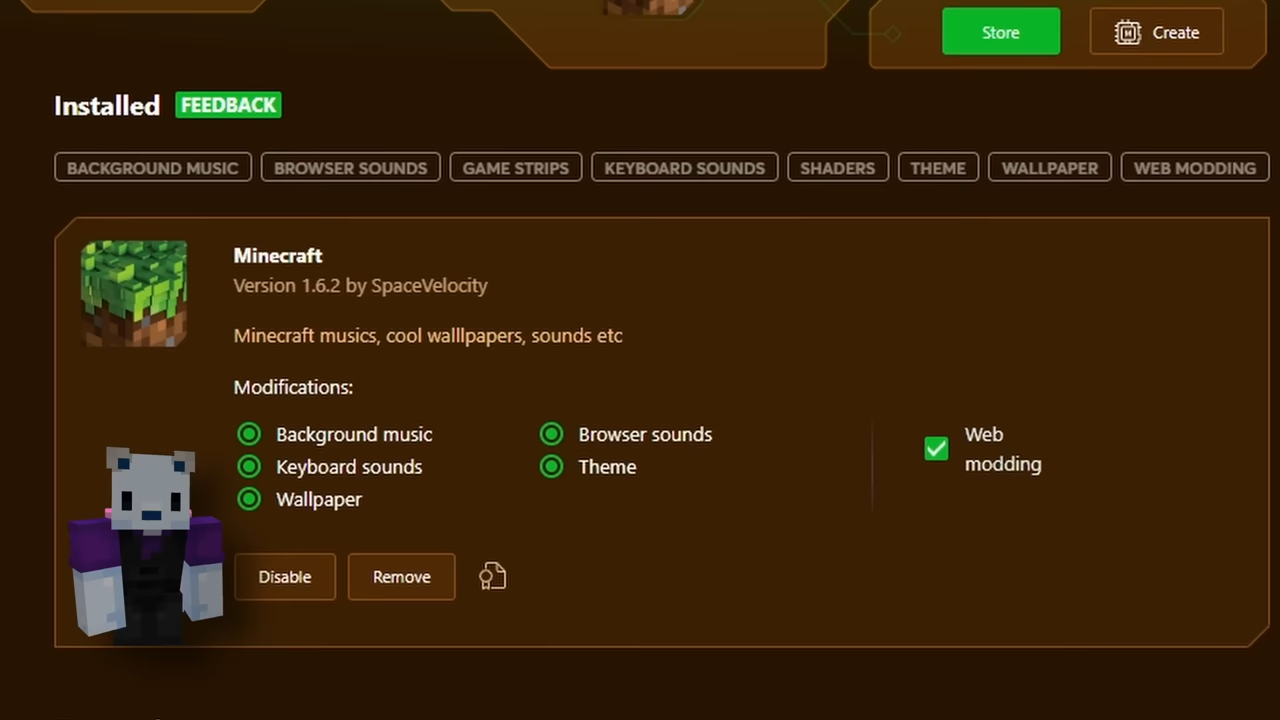 Store
Create
Installed FEEDBACK
BACKGROUND MUSIC BROWSER SOUNDS GAME STRIPS KEYBOARD SOUNDS SHADERS THEME WALLPAPER WEB MODDING
Minecraft
Version 1.6.2 by SpaceVelocity
Minecraft musics, cool walllpapers, sounds etc
Modifications:
Background music
Browser sounds
Keyboard sounds
Theme
Wallpaper
Web
modding
Disable
Remove